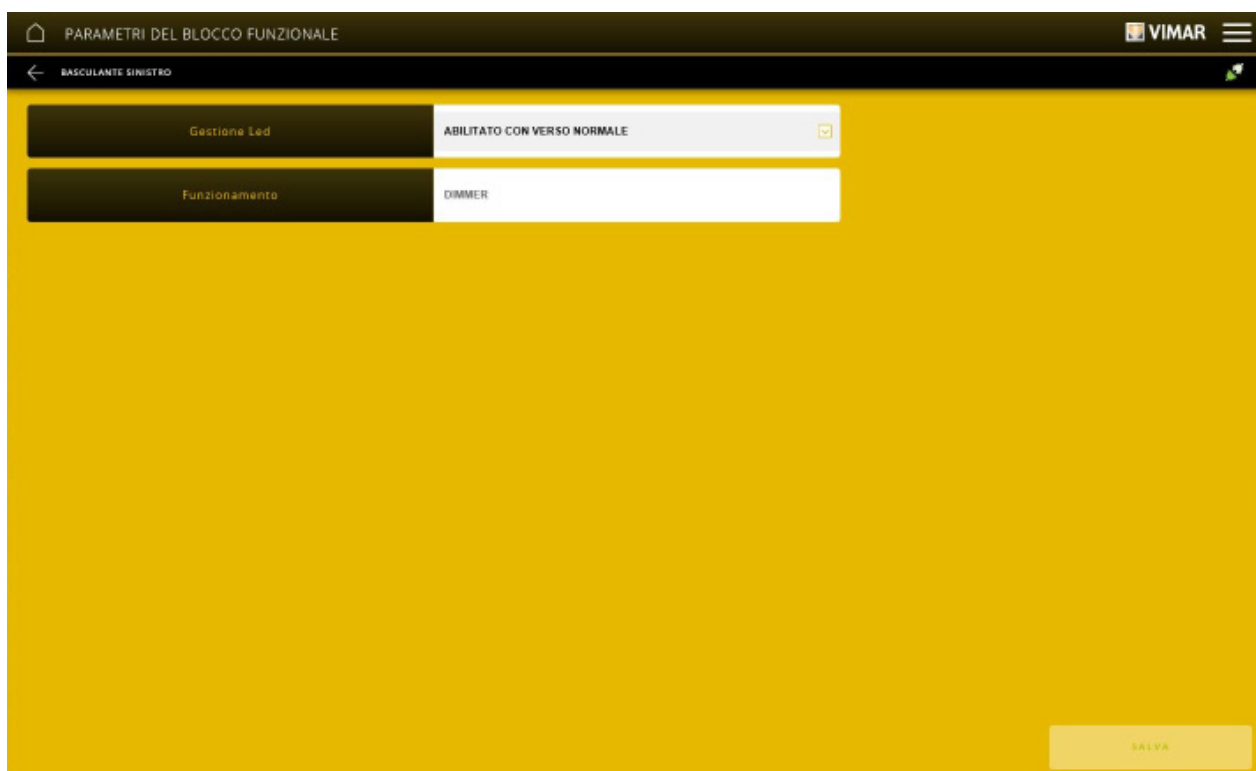 PARAMETRI DEL BLOCCO FUNZIONALE
VIMAR
BASCULANTE SINISTRO
Gestione Led
ABILITATO CON VERSO NORMALE
Funzionamento
DIMMER
SALVA